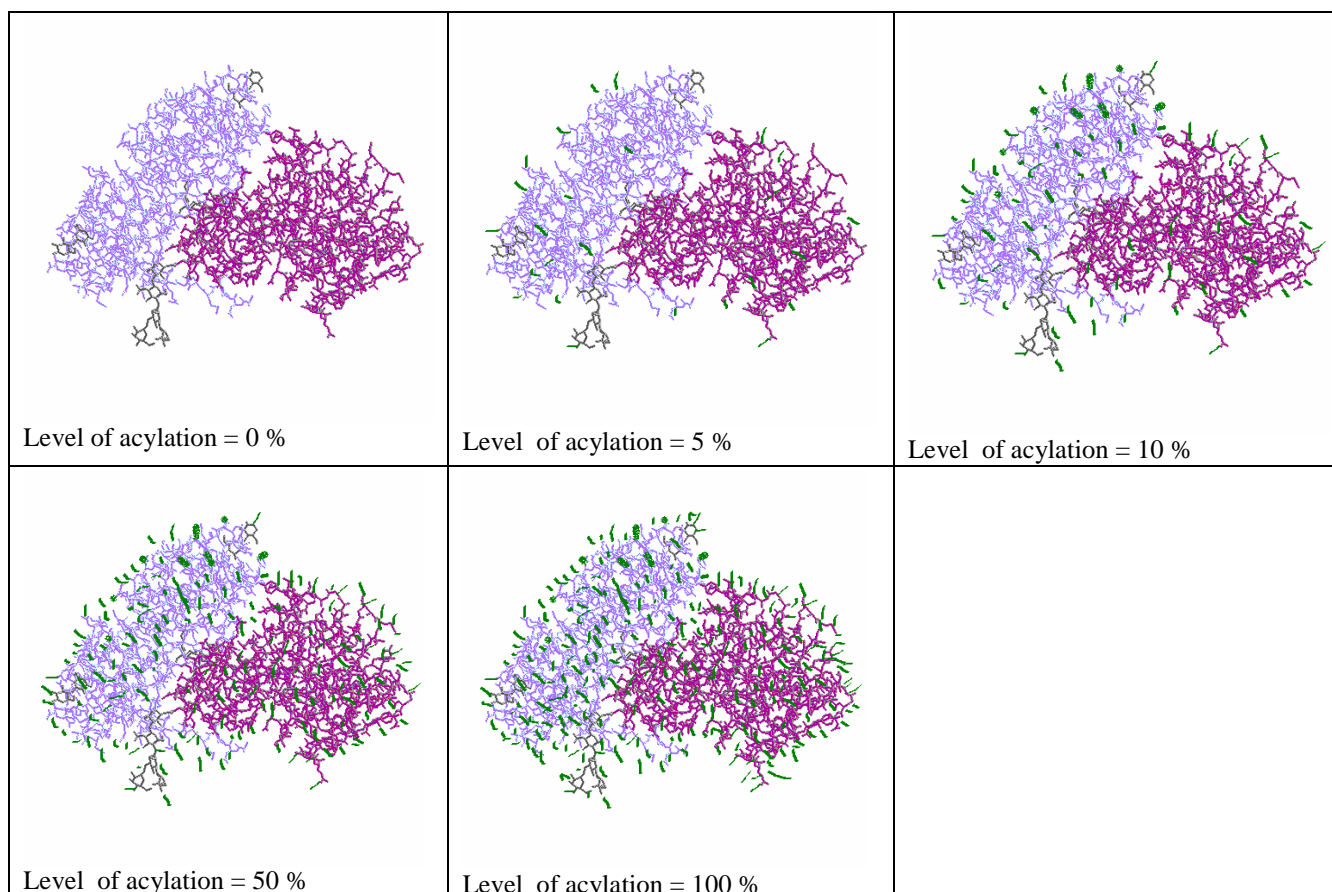 Level of acylation = 0 %
Level of acylation = 5 %
Level of acylation = 10 %
Level of acylation = 50 %
Level of acylation = 100 %